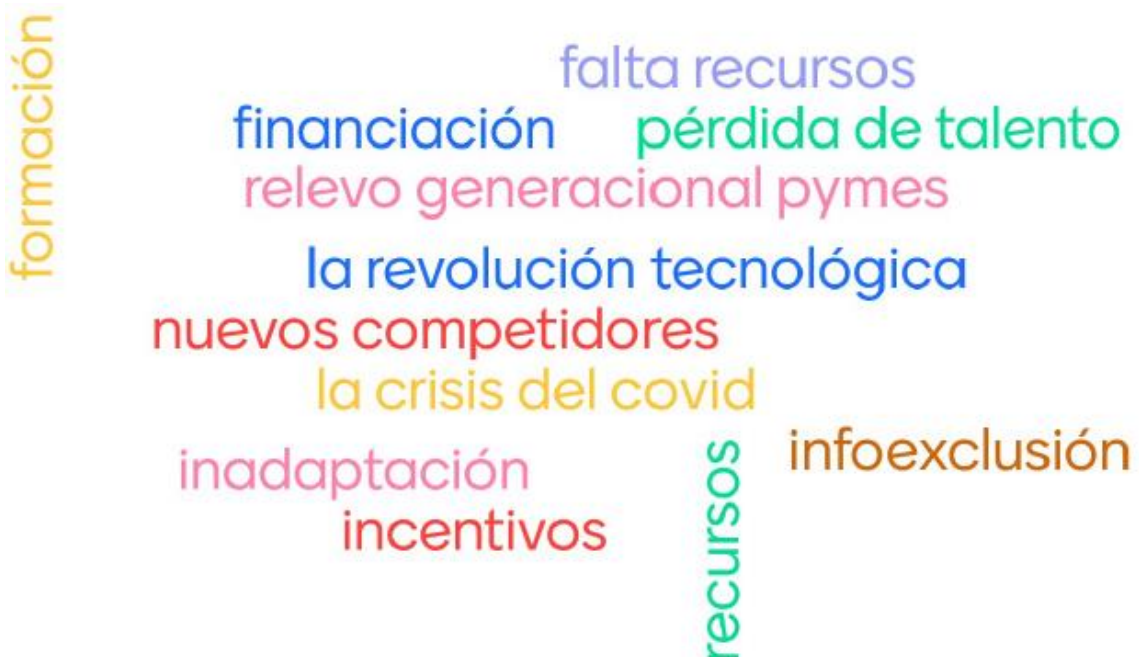 formación
falta recursos
financiación
pérdida de talento
relevo generacional pymes
la revolución tecnológica
nuevos competidores
la crisis del covid
infoexclusión
inadaptación
incentivos
recursos